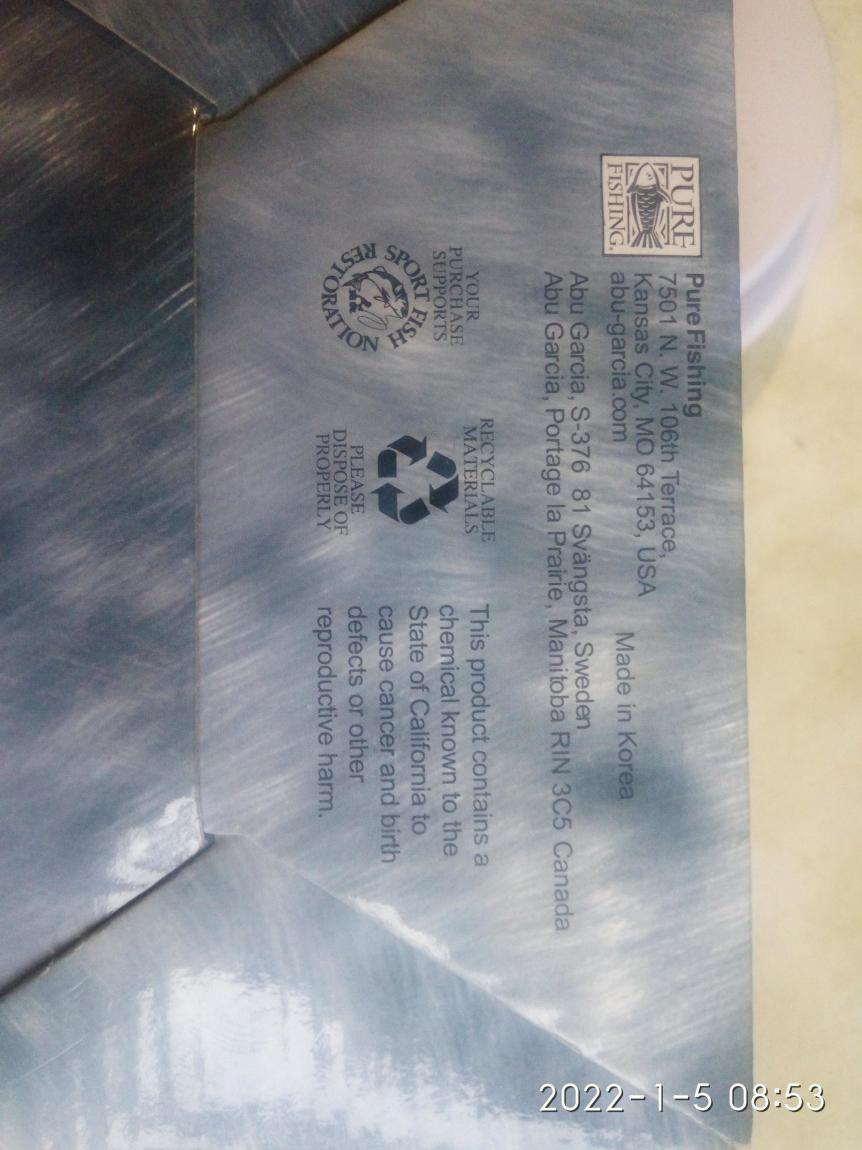 PURE
FISHING.
Pure Fishing
7501 N. W. 106th Terrace,
Kansas City, MO 64153, USA
abu-garcia.com
Made in Korea
Abu Garcia, S-376 81 Svängsta, Sweden
Abu Garcia, Portage la Prairie, Manitoba RIN 3C5 Canada
YOUR
PURCHASE
SUPPORTS
SPORT FISH
RESTORATION
RECYCLABLE
MATERIALS
PLEASE
DISPOSE OF
PROPERLY
This product contains a
chemical known to the
State of California to
cause cancer and birth
defects or other
reproductive harm.
2022-1-5 08:53